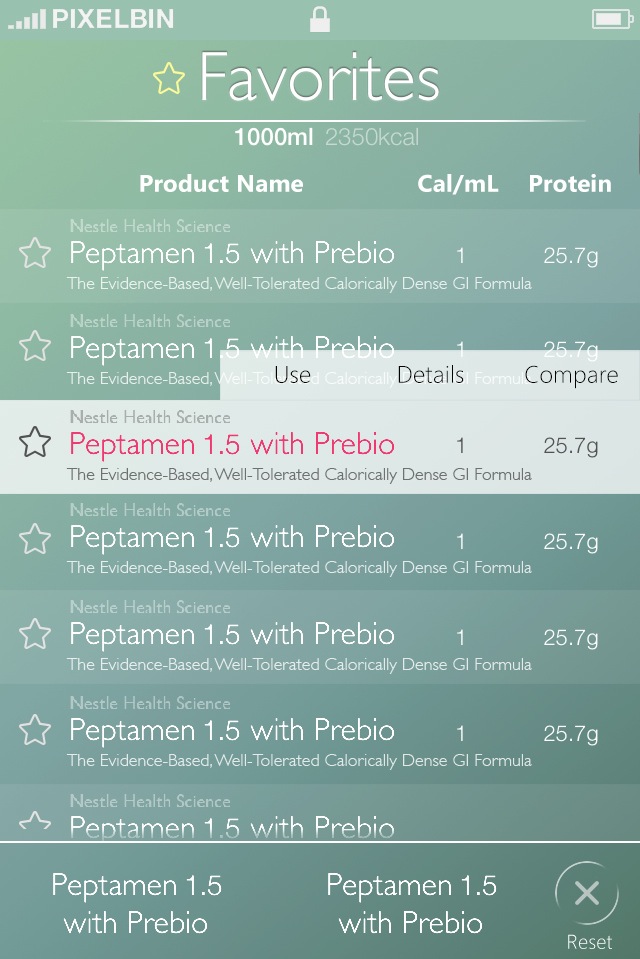 PIXELBIN
Favorites
1000ml 2350kcal
Product Name Cal/mL Protein
Nestle Health Science
Peptamen 1.5 with Prebio 1 25.7g
The Evidence-Based, Well-Tolerated Calorically Dense GI Formula
Nestle Health Science
Peptamen 1.5 with Prebio 1 25.7g
The Evidence-Based, Well-Tolerated Calorically Dense GI Formula
Use Details Compare
Nestle Health Science
Peptamen 1.5 with Prebio 1 25.7g
The Evidence-Based, Well-Tolerated Calorically Dense GI Formula
Nestle Health Science
Peptamen 1.5 with Prebio 1 25.7g
The Evidence-Based, Well-Tolerated Calorically Dense GI Formula
Nestle Health Science
Peptamen 1.5 with Prebio 1 25.7g
The Evidence-Based, Well-Tolerated Calorically Dense GI Formula
Nestle Health Science
Peptamen 1.5 with Prebio 1 25.7g
The Evidence-Based, Well-Tolerated Calorically Dense GI Formula
Nestle Health Science
Peptamen 1.5 with Prebio
Peptamen 1.5
with Prebio
Peptamen 1.5
with Prebio
Reset